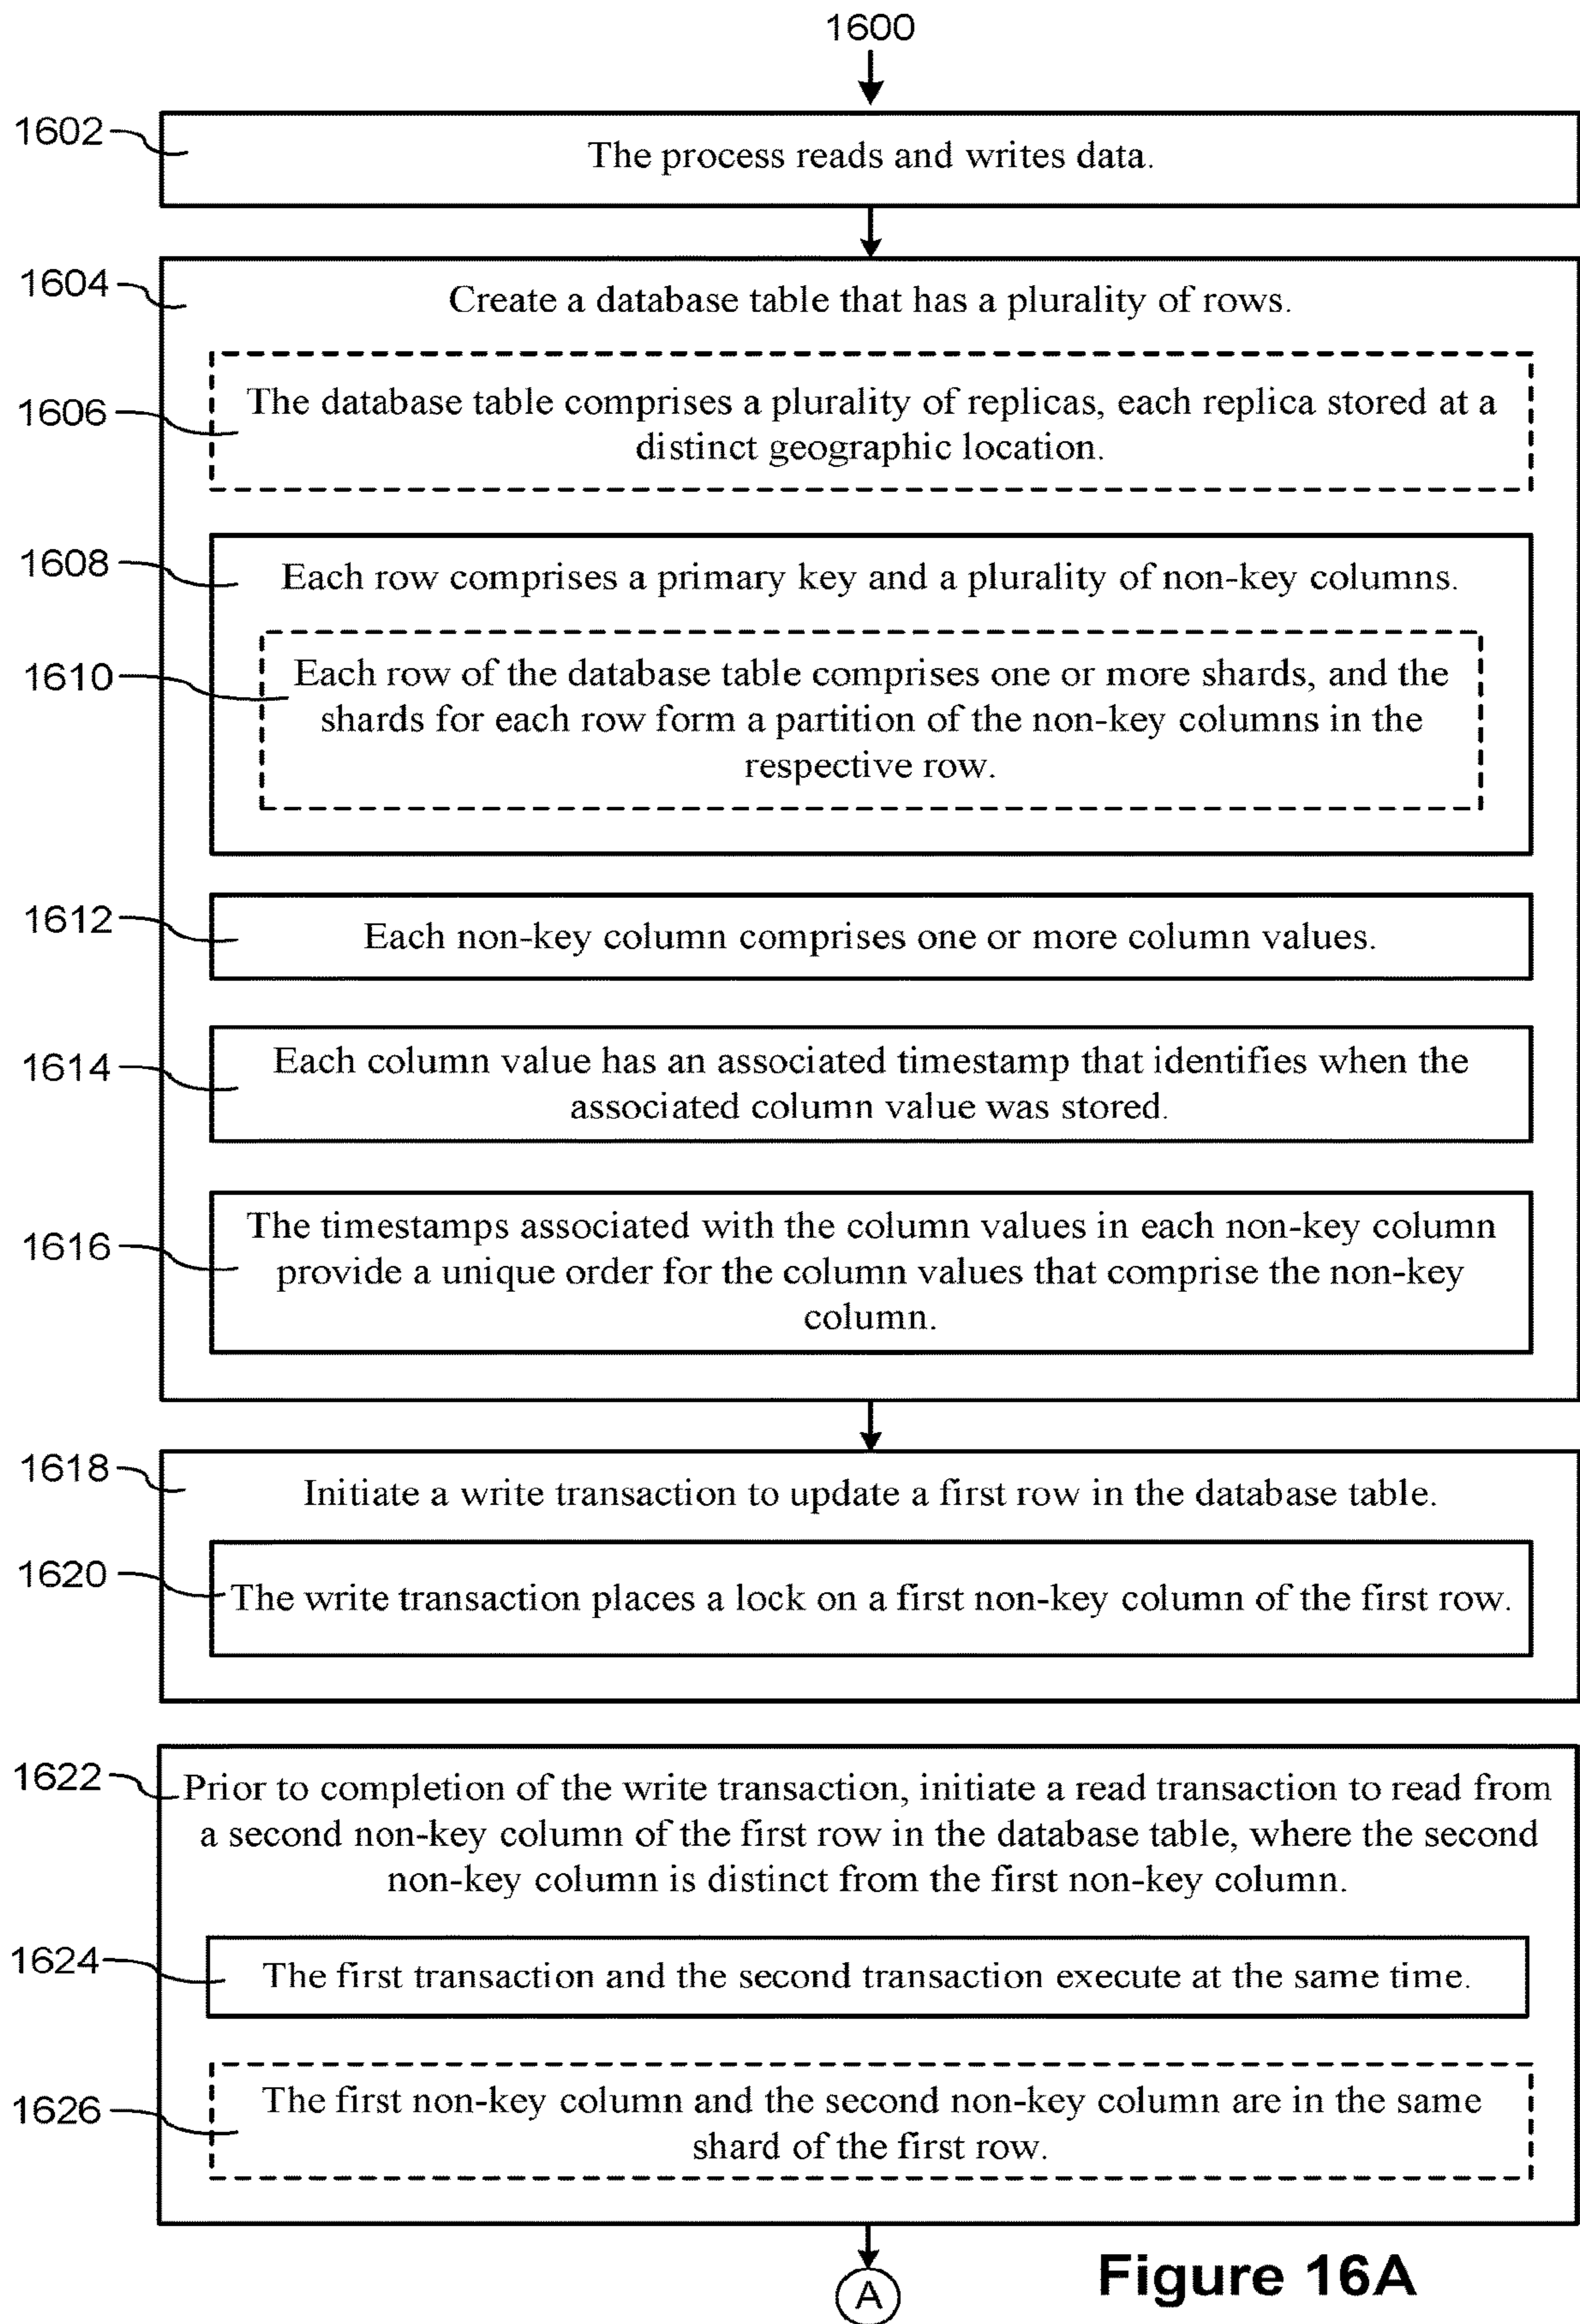 1600
1602
The process reads and writes data.
1604
Create a database table that has a plurality of rows.
1606
The database table comprises a plurality of replicas, each replica stored at a
distinct geographic location.
1608
Each row comprises a primary key and a plurality of non-key columns.
1610
Each row of the database table comprises one or more shards, and the
shards for each row form a partition of the non-key columns in the
respective row.
1612
Each non-key column comprises one or more column values.
1614
Each column value has an associated timestamp that identifies when the
associated column value was stored.
1616
The timestamps associated with the column values in each non-key column
provide a unique order for the column values that comprise the non-key
column.
1618
Initiate a write transaction to update a first row in the database table.
1620
The write transaction places a lock on a first non-key column of the first row.
1622
Prior to completion of the write transaction, initiate a read transaction to read from
a second non-key column of the first row in the database table, where the second
non-key column is distinct from the first non-key column.
1624
The first transaction and the second transaction execute at the same time.
1626
The first non-key column and the second non-key column are in the same
shard of the first row.
A
Figure 16A